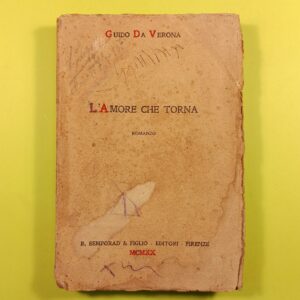 GUIDO DA VERONA
L'AMORE CHE TORNA
ROMANZO
R. BEMPORAD & FIGLIO - EDITORI - FIRENZE
MCMXX